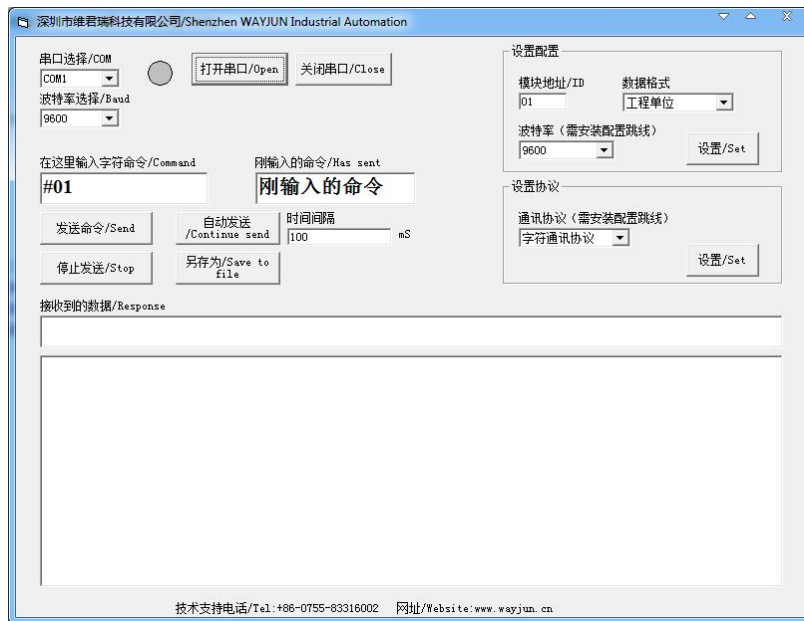 深圳市维君瑞科技有限公司/Shenzhen WAYJUN Industrial Automation
串口选择/COM
COM1
打开串口/Open
关闭串口/Close
波特率选择/Baud
9600
在这里输入字符命令/Command
刚输入的命令/Has sent
#01
刚输入的命令
发送命令/Send
自动发送
/Continue send
时间间隔
100
mS
停止发送/Stop
另存为/Save to
file
设置配置
模块地址/ID
数据格式
01
工程单位
波特率（需安装配置跳线）
9600
设置/Set
设置协议
通讯协议（需安装配置跳线）
字符通讯协议
设置/Set
接收到的数据/Response
技术支持电话/Tel:+86-0755-83316002
网址/Website:www.wayjun.cn